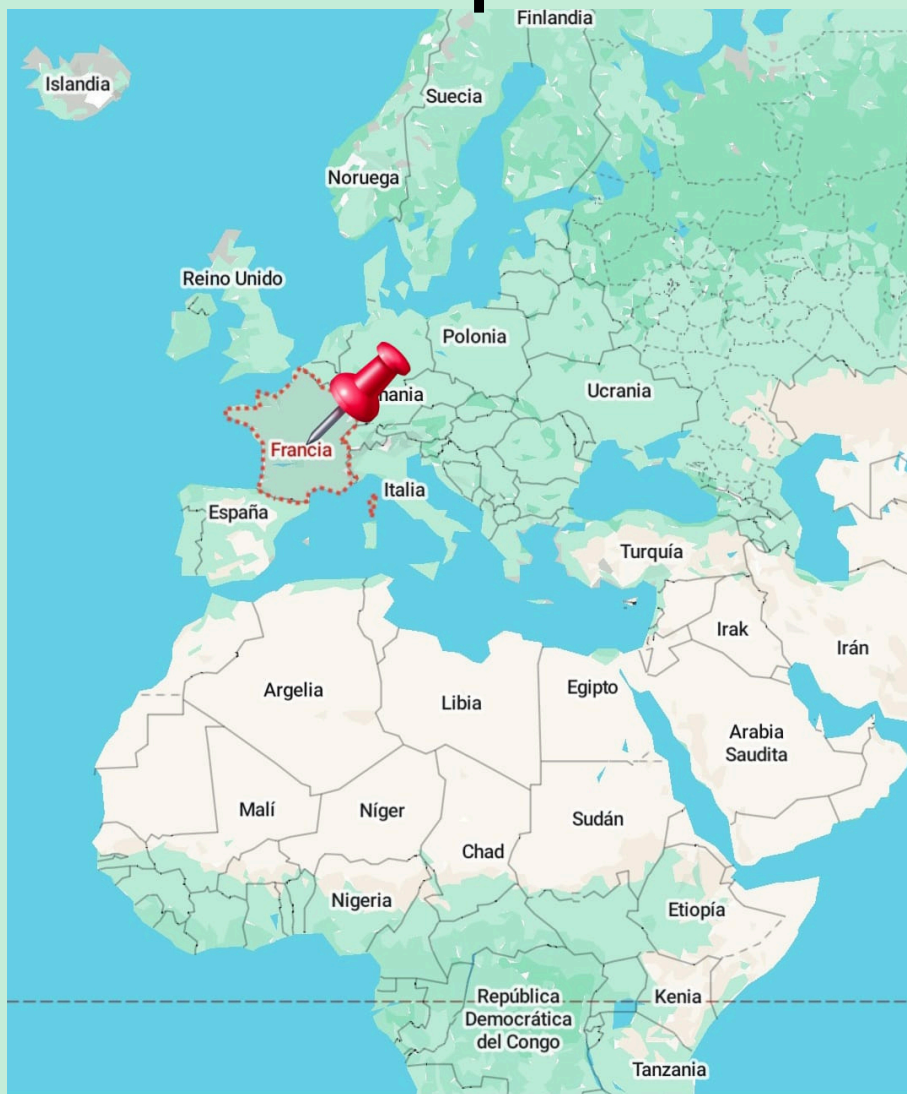 Finlandia
Islandia
Suecia
Noruega
Reino Unido
Polonia
mania
Ucrania
Francia
Italia
España
Turquía
Irak
Irán
Argelia
Libia
Egipto
Arabia
Saudita
Malí
Níger
Sudán
Chad
Nigeria
Etiopía
República
Democrática
del Congo
Kenia
Tanzania